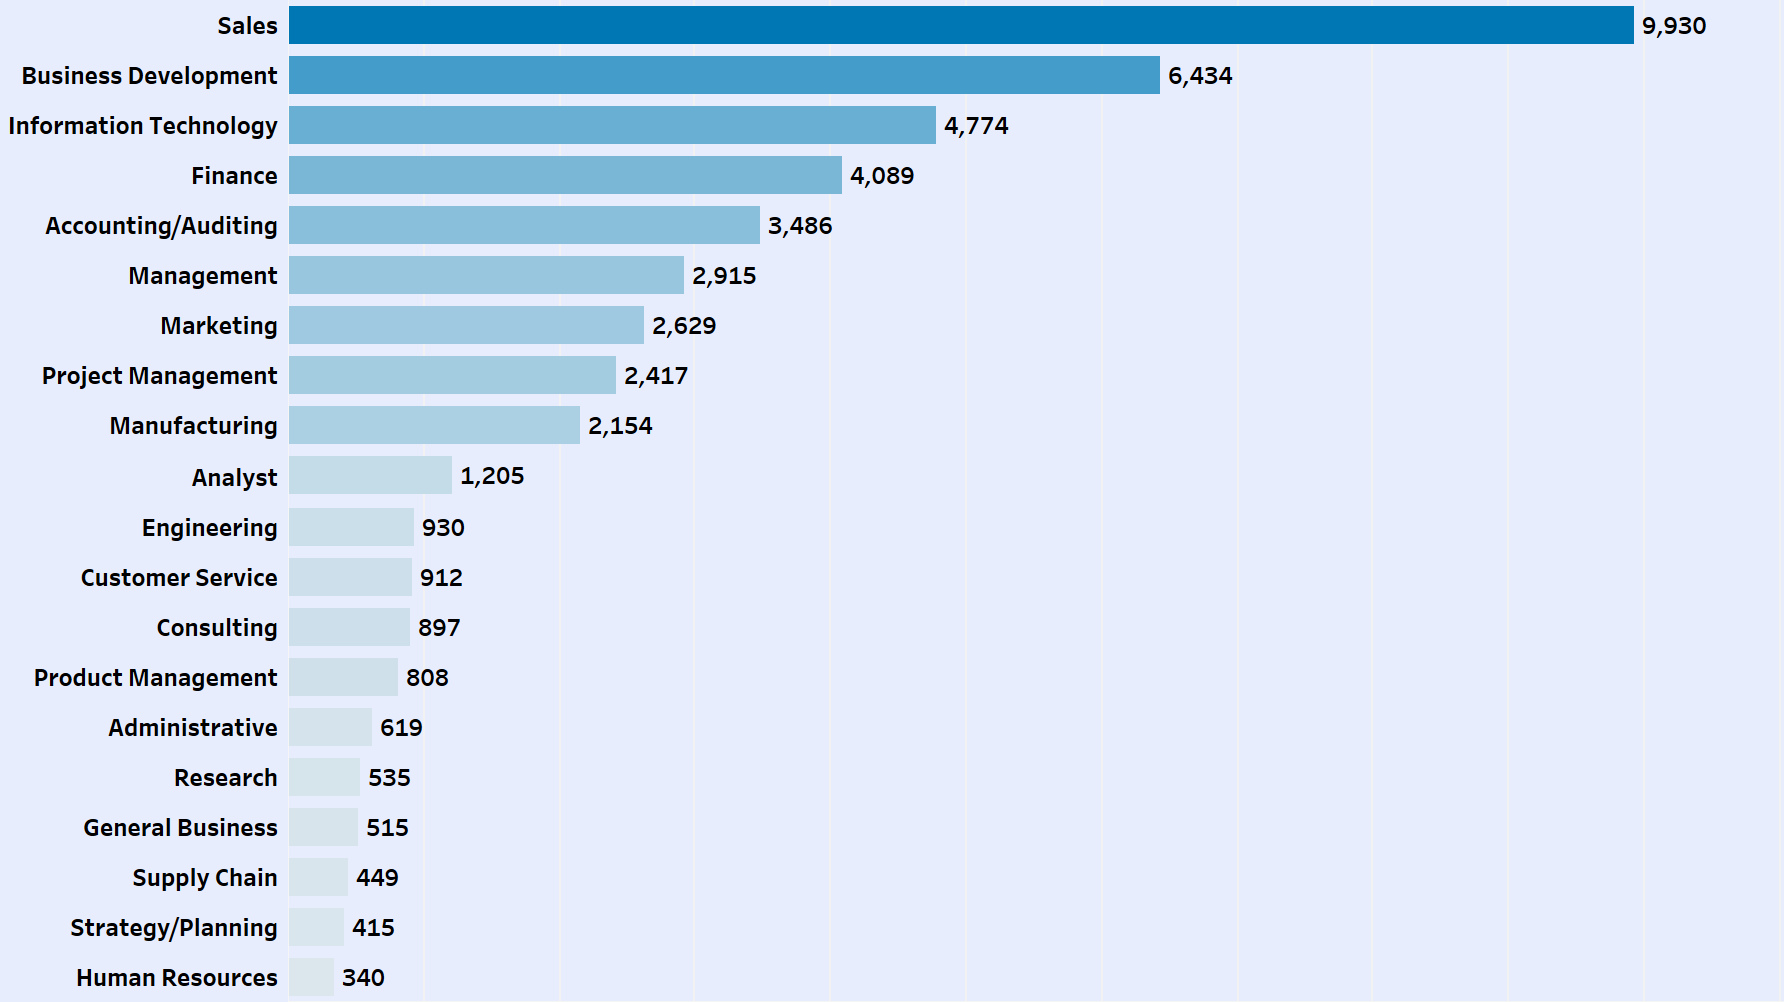 Sales 9,930
Business Development 6,434
Information Technology 4,774
Finance 4,089
Accounting/Auditing 3,486
Management 2,915
Marketing 2,629
Project Management 2,417
Manufacturing 2,154
Analyst 1,205
Engineering 930
Customer Service 912
Consulting 897
Product Management 808
Administrative 619
Research 535
General Business 515
Supply Chain 449
Strategy/Planning 415
Human Resources 340